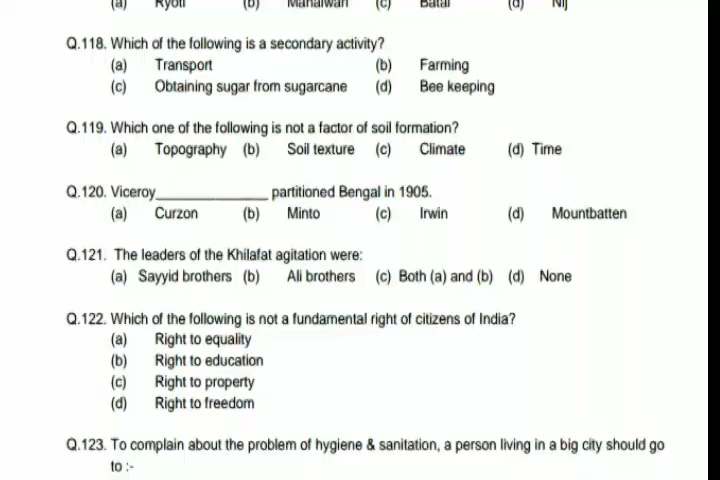 (a) Ryoti (b) Mahalwari (c) Batai (d) Nij
Q.118. Which of the following is a secondary activity?
(a) Transport (b) Farming
(c) Obtaining sugar from sugarcane (d) Bee keeping
Q.119. Which one of the following is not a factor of soil formation?
(a) Topography (b) Soil texture (c) Climate (d) Time
Q.120. Viceroy_______________ partitioned Bengal in 1905.
(a) Curzon (b) Minto (c) Irwin (d) Mountbatten
Q.121. The leaders of the Khilafat agitation were:
(a) Sayyid brothers (b) Ali brothers (c) Both (a) and (b) (d) None
Q.122. Which of the following is not a fundamental right of citizens of India?
(a) Right to equality
(b) Right to education
(c) Right to property
(d) Right to freedom
Q.123. To complain about the problem of hygiene & sanitation, a person living in a big city should go
to :-